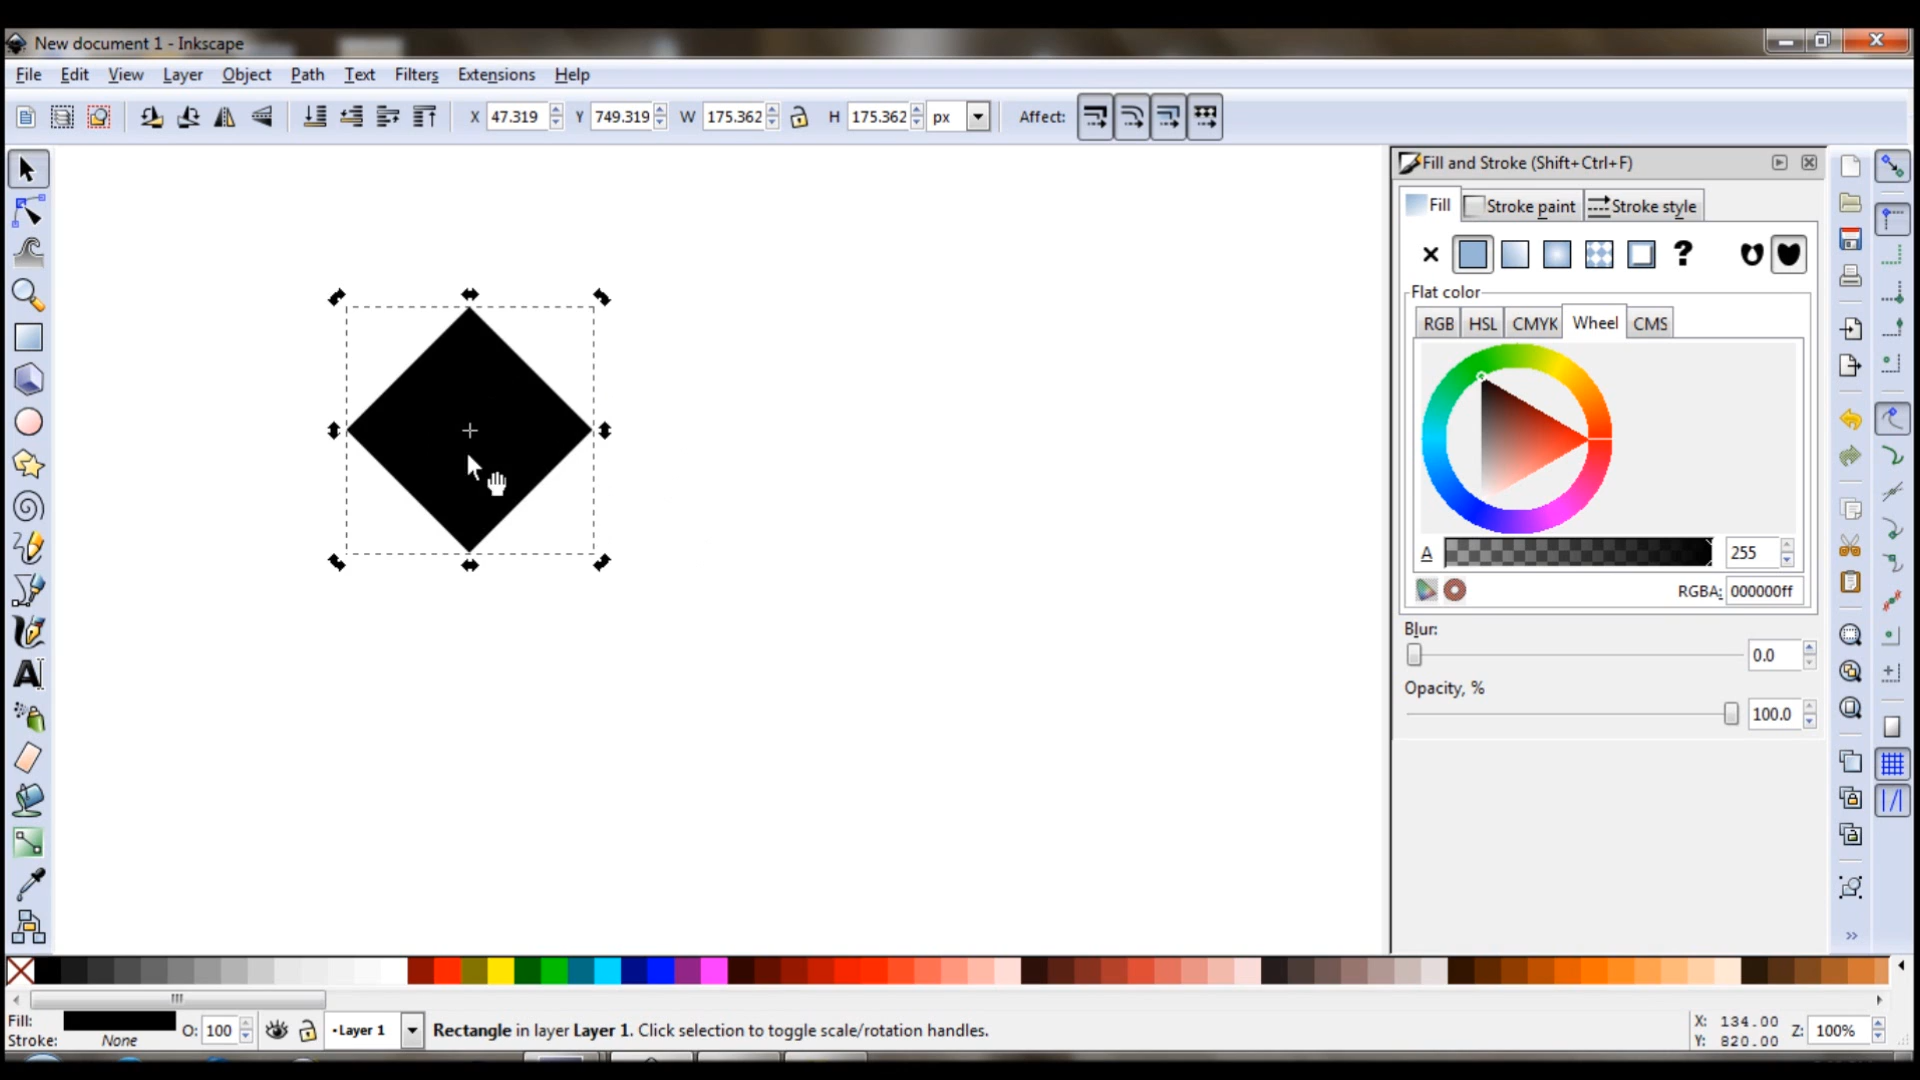 New document 1 - Inkscape
File Edit View Layer Object Path Text Filters Extensions Help
X 47.319 Y 749.319 W 175.362 H 175.362 px Affect:
Fill and Stroke (Shift+Ctrl+F)
Fill Stroke paint Stroke style
Flat color
RGB HSL CMYK Wheel CMS
A 255
RGBA: 000000ff
Blur:
0.0
Opacity, %
100.0
Fill:
Stroke: None
O: 100
Layer 1
Rectangle in layer Layer 1. Click selection to toggle scale/rotation handles.
X: 134.00
Y: 820.00
Z: 100%